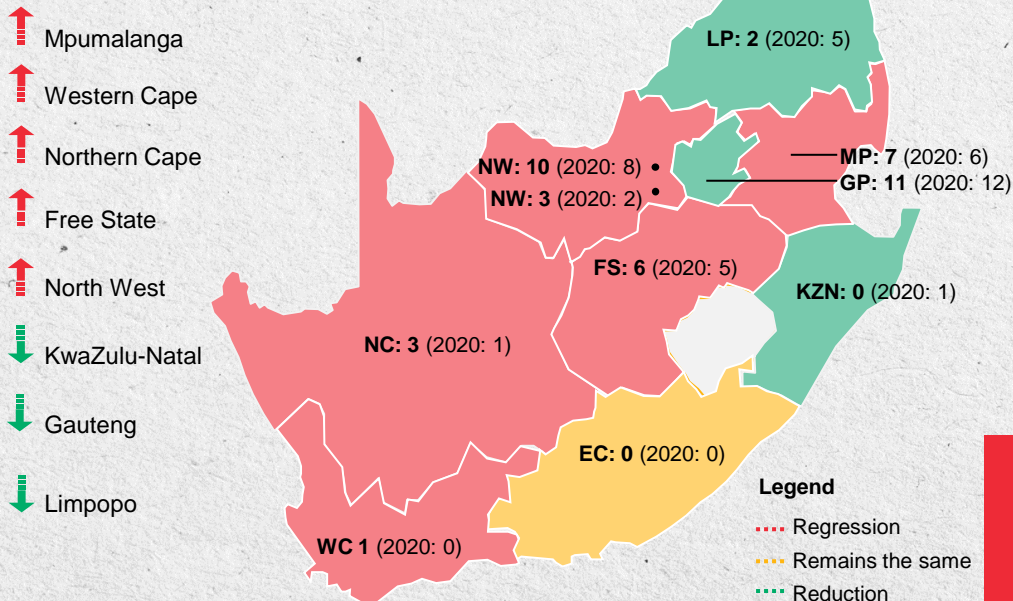 Mpumalanga
Western Cape
Northern Cape
Free State
North West
KwaZulu-Natal
Gauteng
Limpopo
LP: 2 (2020: 5)
NW: 10 (2020: 8)
NW: 3 (2020: 2)
MP: 7 (2020: 6)
GP: 11 (2020: 12)
FS: 6 (2020: 5)
KZN: 0 (2020: 1)
NC: 3 (2020: 1)
EC: 0 (2020: 0)
WC 1 (2020: 0)
Legend
Regression
Remains the same
Reduction